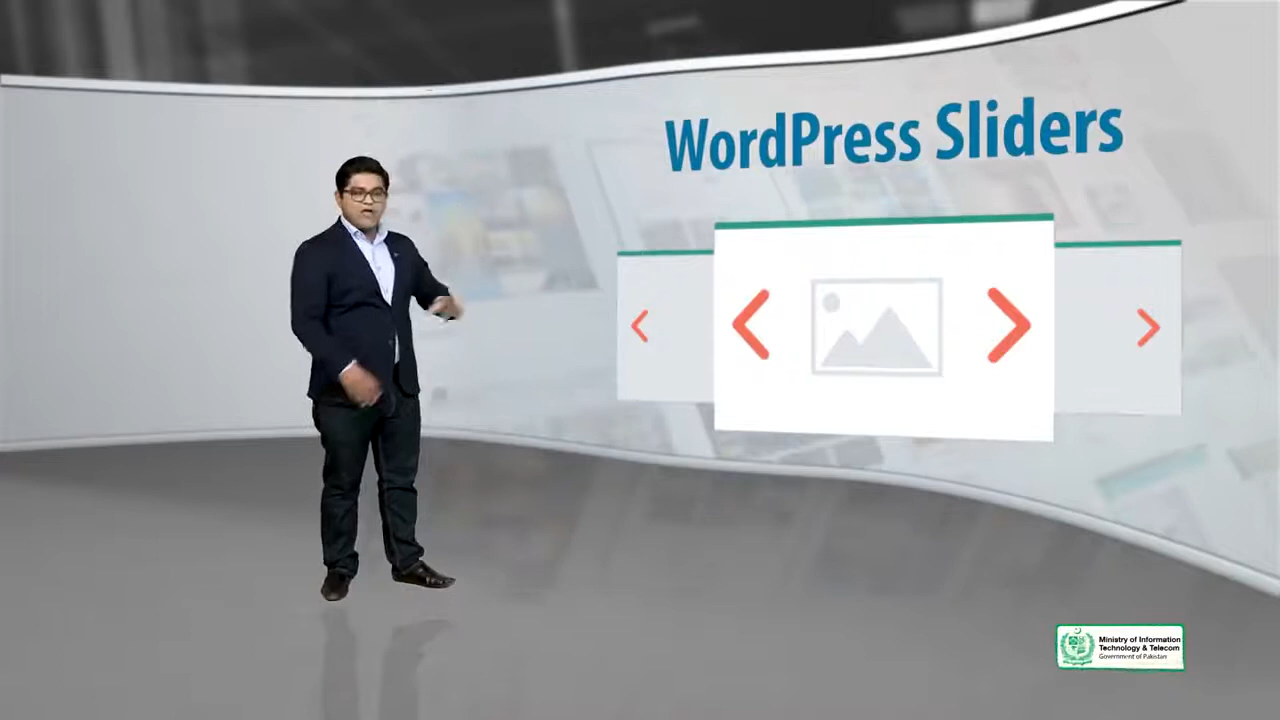 WordPress Sliders
Ministry of Information
Technology & Telecom
Government of Pakistan